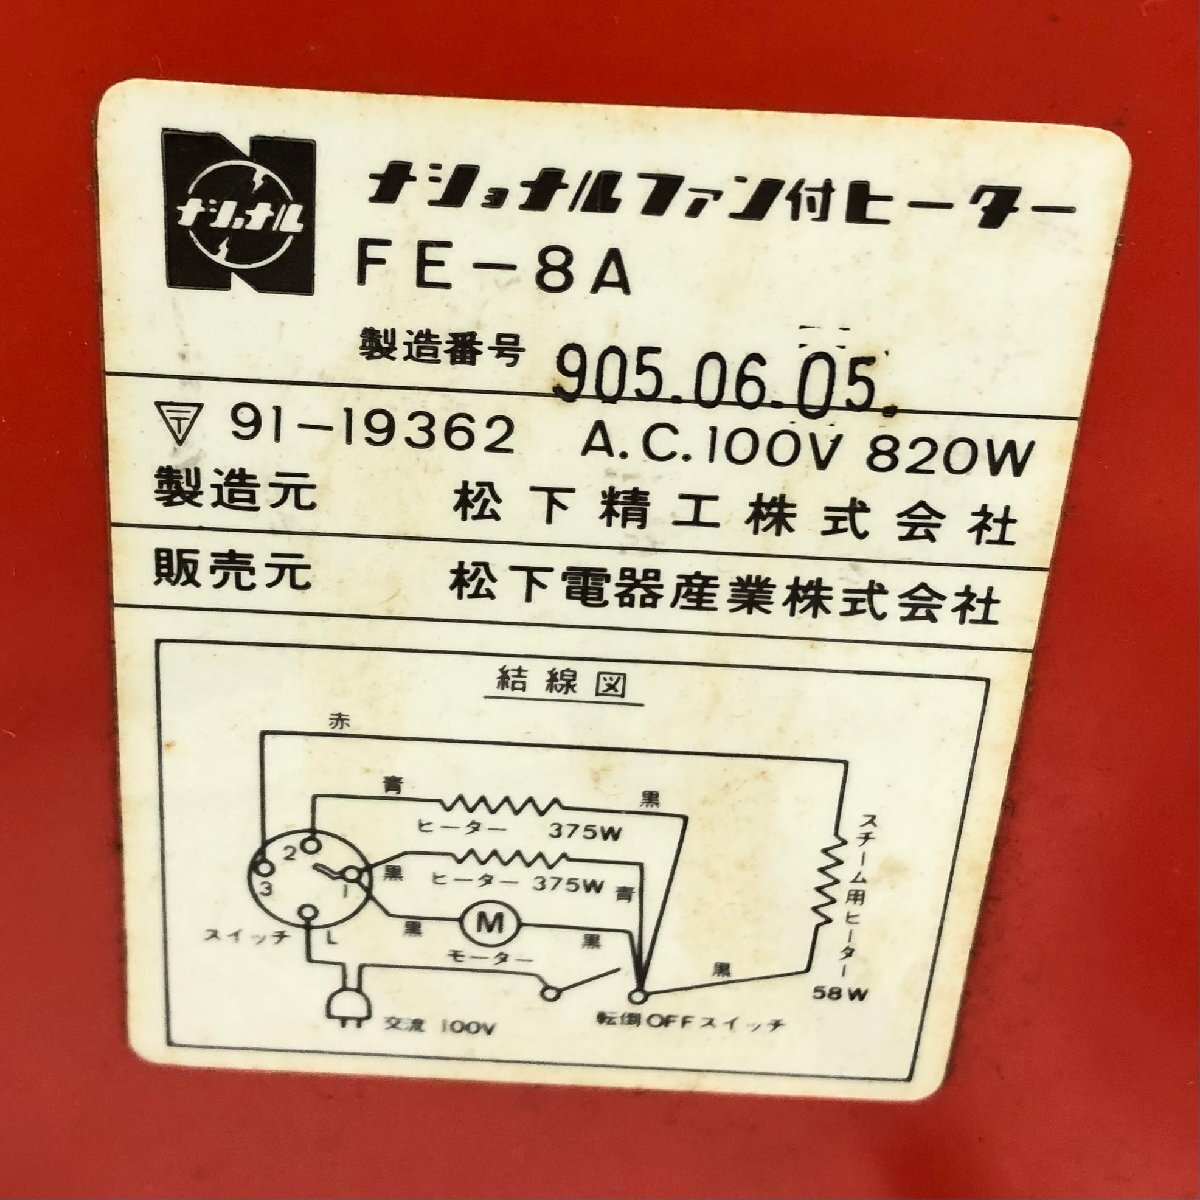 ナショナル
ナショナルファン付ヒーター
FE-8A
製造番号 905.06.05.
〒 91-19362 A.C.100V 820W
製造元 松下精工株式会社
販売元 松下電器産業株式会社
結線図
赤
青 黒
ヒーター 375W
2
3
1
黒 ヒーター 375W 青
スチーム用ヒーター
58W
黒 M 黒
スイッチ L
モーター
黒
交流 100V
転倒OFFスイッチ